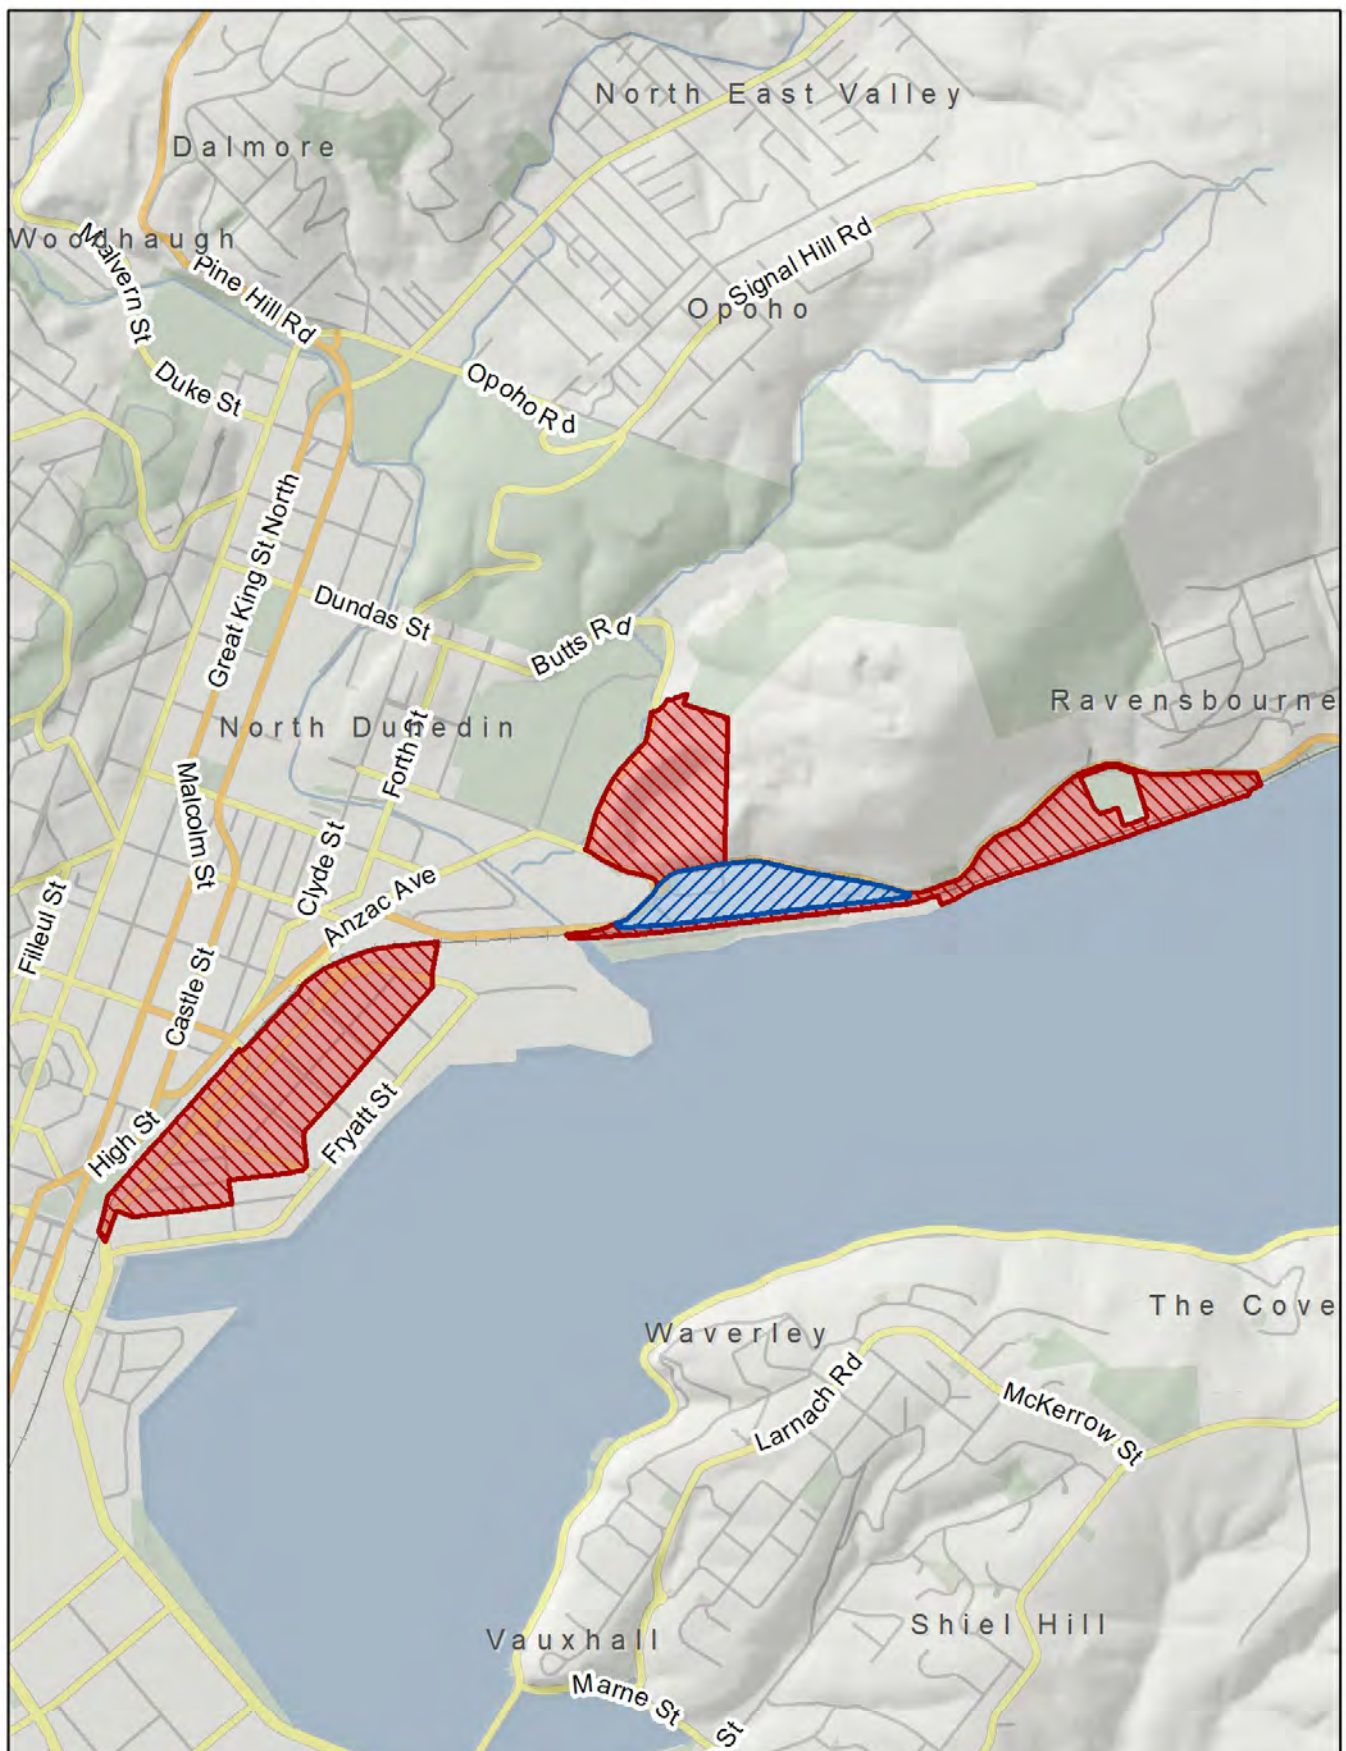 North East Valley
Dalmore
Woodhaugh
Malvern St
Pine Hill Rd
Signal Hill Rd
Opoho
Duke St
Opoho Rd
Great King St North
Dundas St
Butts Rd
Ravensbourne
North Dunedin
Forth St
Malcolm St
Clyde St
Anzac Ave
Filleul St
Castle St
High St
Fryatt St
The Cove
Waverley
Larnach Rd
McKerrow St
Shiel Hill
Vauxhall
Marne St
St